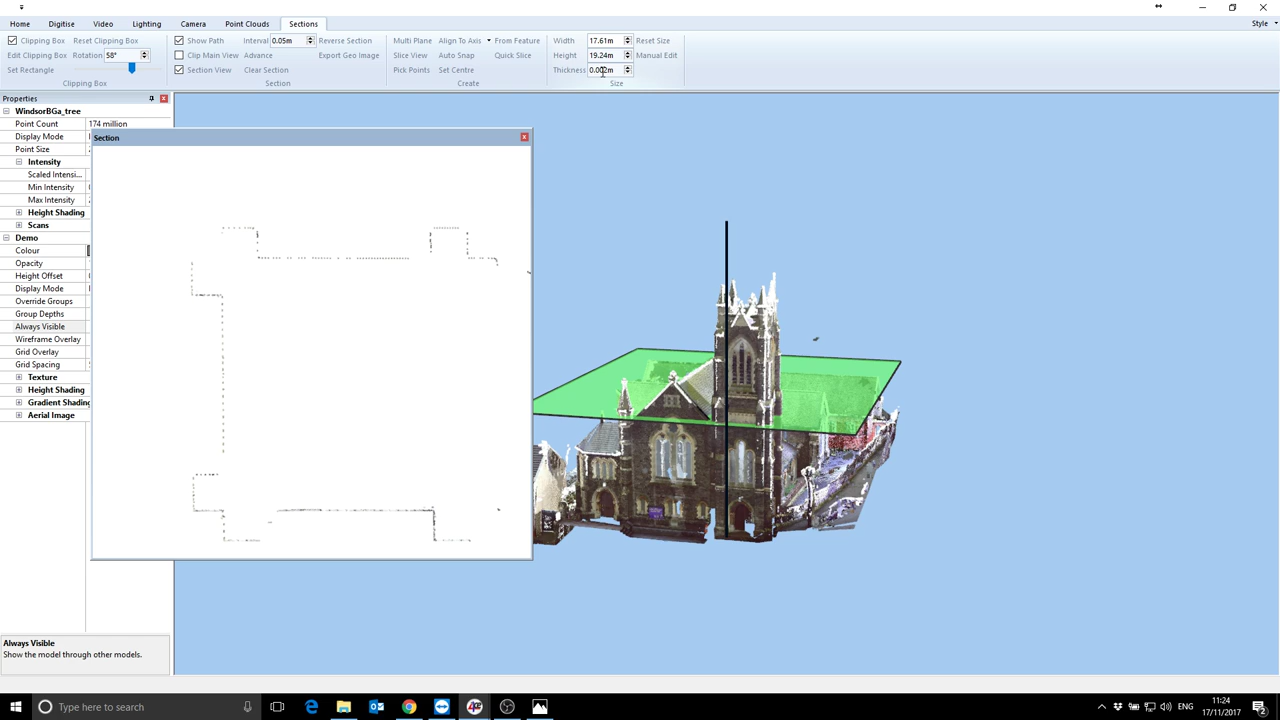 Home Digitise Video Lighting Camera Point Clouds Sections Style
Clipping Box Reset Clipping Box Show Path Interval 0.05m Reverse Section Multi Plane Align To Axis From Feature Width 17.61m Reset Size
Edit Clipping Box Rotation 58° Clip Main View Advance Export Geo Image Slice View Auto Snap Quick Slice Height 19.24m Manual Edit
Set Rectangle Section View Clear Section Pick Points Set Centre Thickness 0.002m
Clipping Box Section Create Size
Properties
WindsorBGa_tree
Point Count 174 million
Section
Display Mode
Point Size
Intensity
Scaled Intensi...
Min Intensity
Max Intensity
Height Shading
Scans
Demo
Colour
Opacity
Height Offset
Display Mode
Override Groups
Group Depths
Always Visible
Wireframe Overlay
Grid Overlay
Grid Spacing
Texture
Height Shading
Gradient Shading
Aerial Image
Always Visible
Show the model through other models.
Type here to search
ENG
11:24
17/11/2017
2